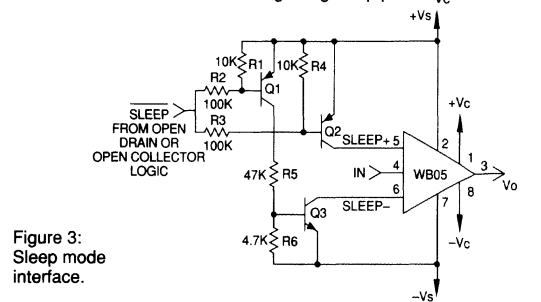 +Vs
10K R1
10K R4
R2
100K
Q1
SLEEP
FROM OPEN
DRAIN OR
OPEN COLLECTOR
LOGIC
R3
100K
Q2
SLEEP+ 5
+Vc
2
1
IN
4
WB05
3
Vo
47K R5
6
8
SLEEP−
7
Q3
−Vc
4.7K R6
−Vs
Figure 3:
Sleep mode
interface.